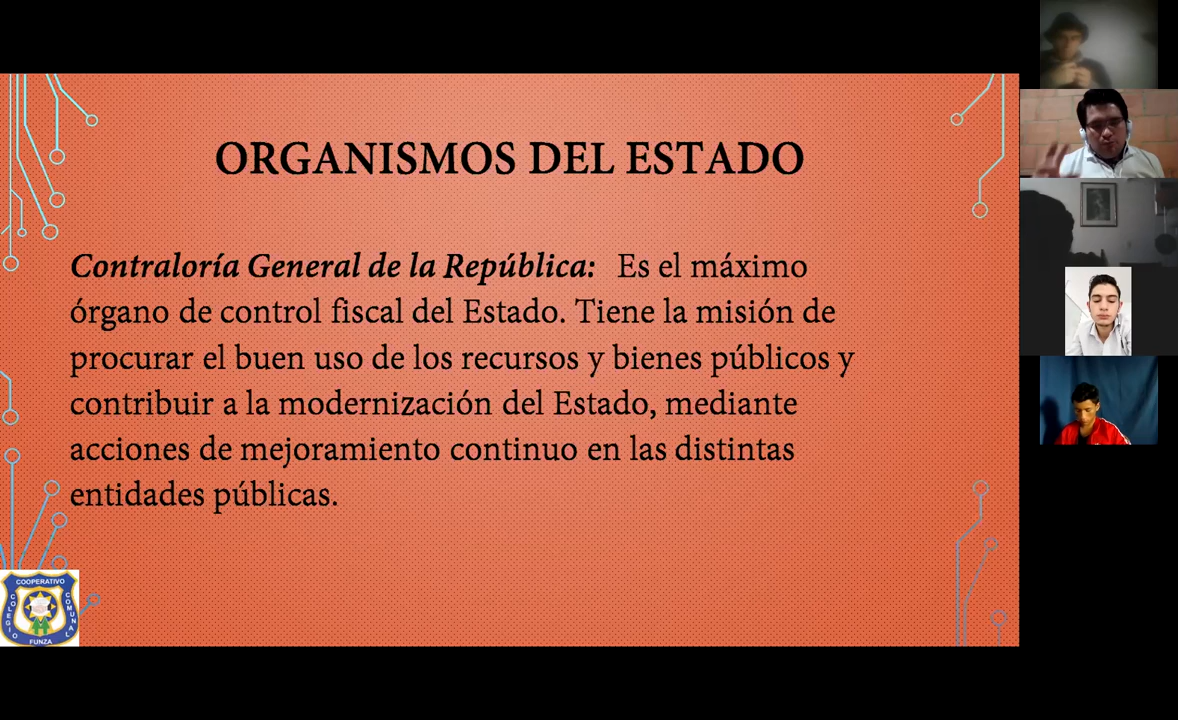 ORGANISMOS DEL ESTADO
Contraloría General de la República: Es el máximo
órgano de control fiscal del Estado. Tiene la misión de
procurar el buen uso de los recursos y bienes públicos y
contribuir a la modernización del Estado, mediante
acciones de mejoramiento continuo en las distintas
entidades públicas.
COOPERATIVO
COLEGIO
COMUNAL
FUNZA